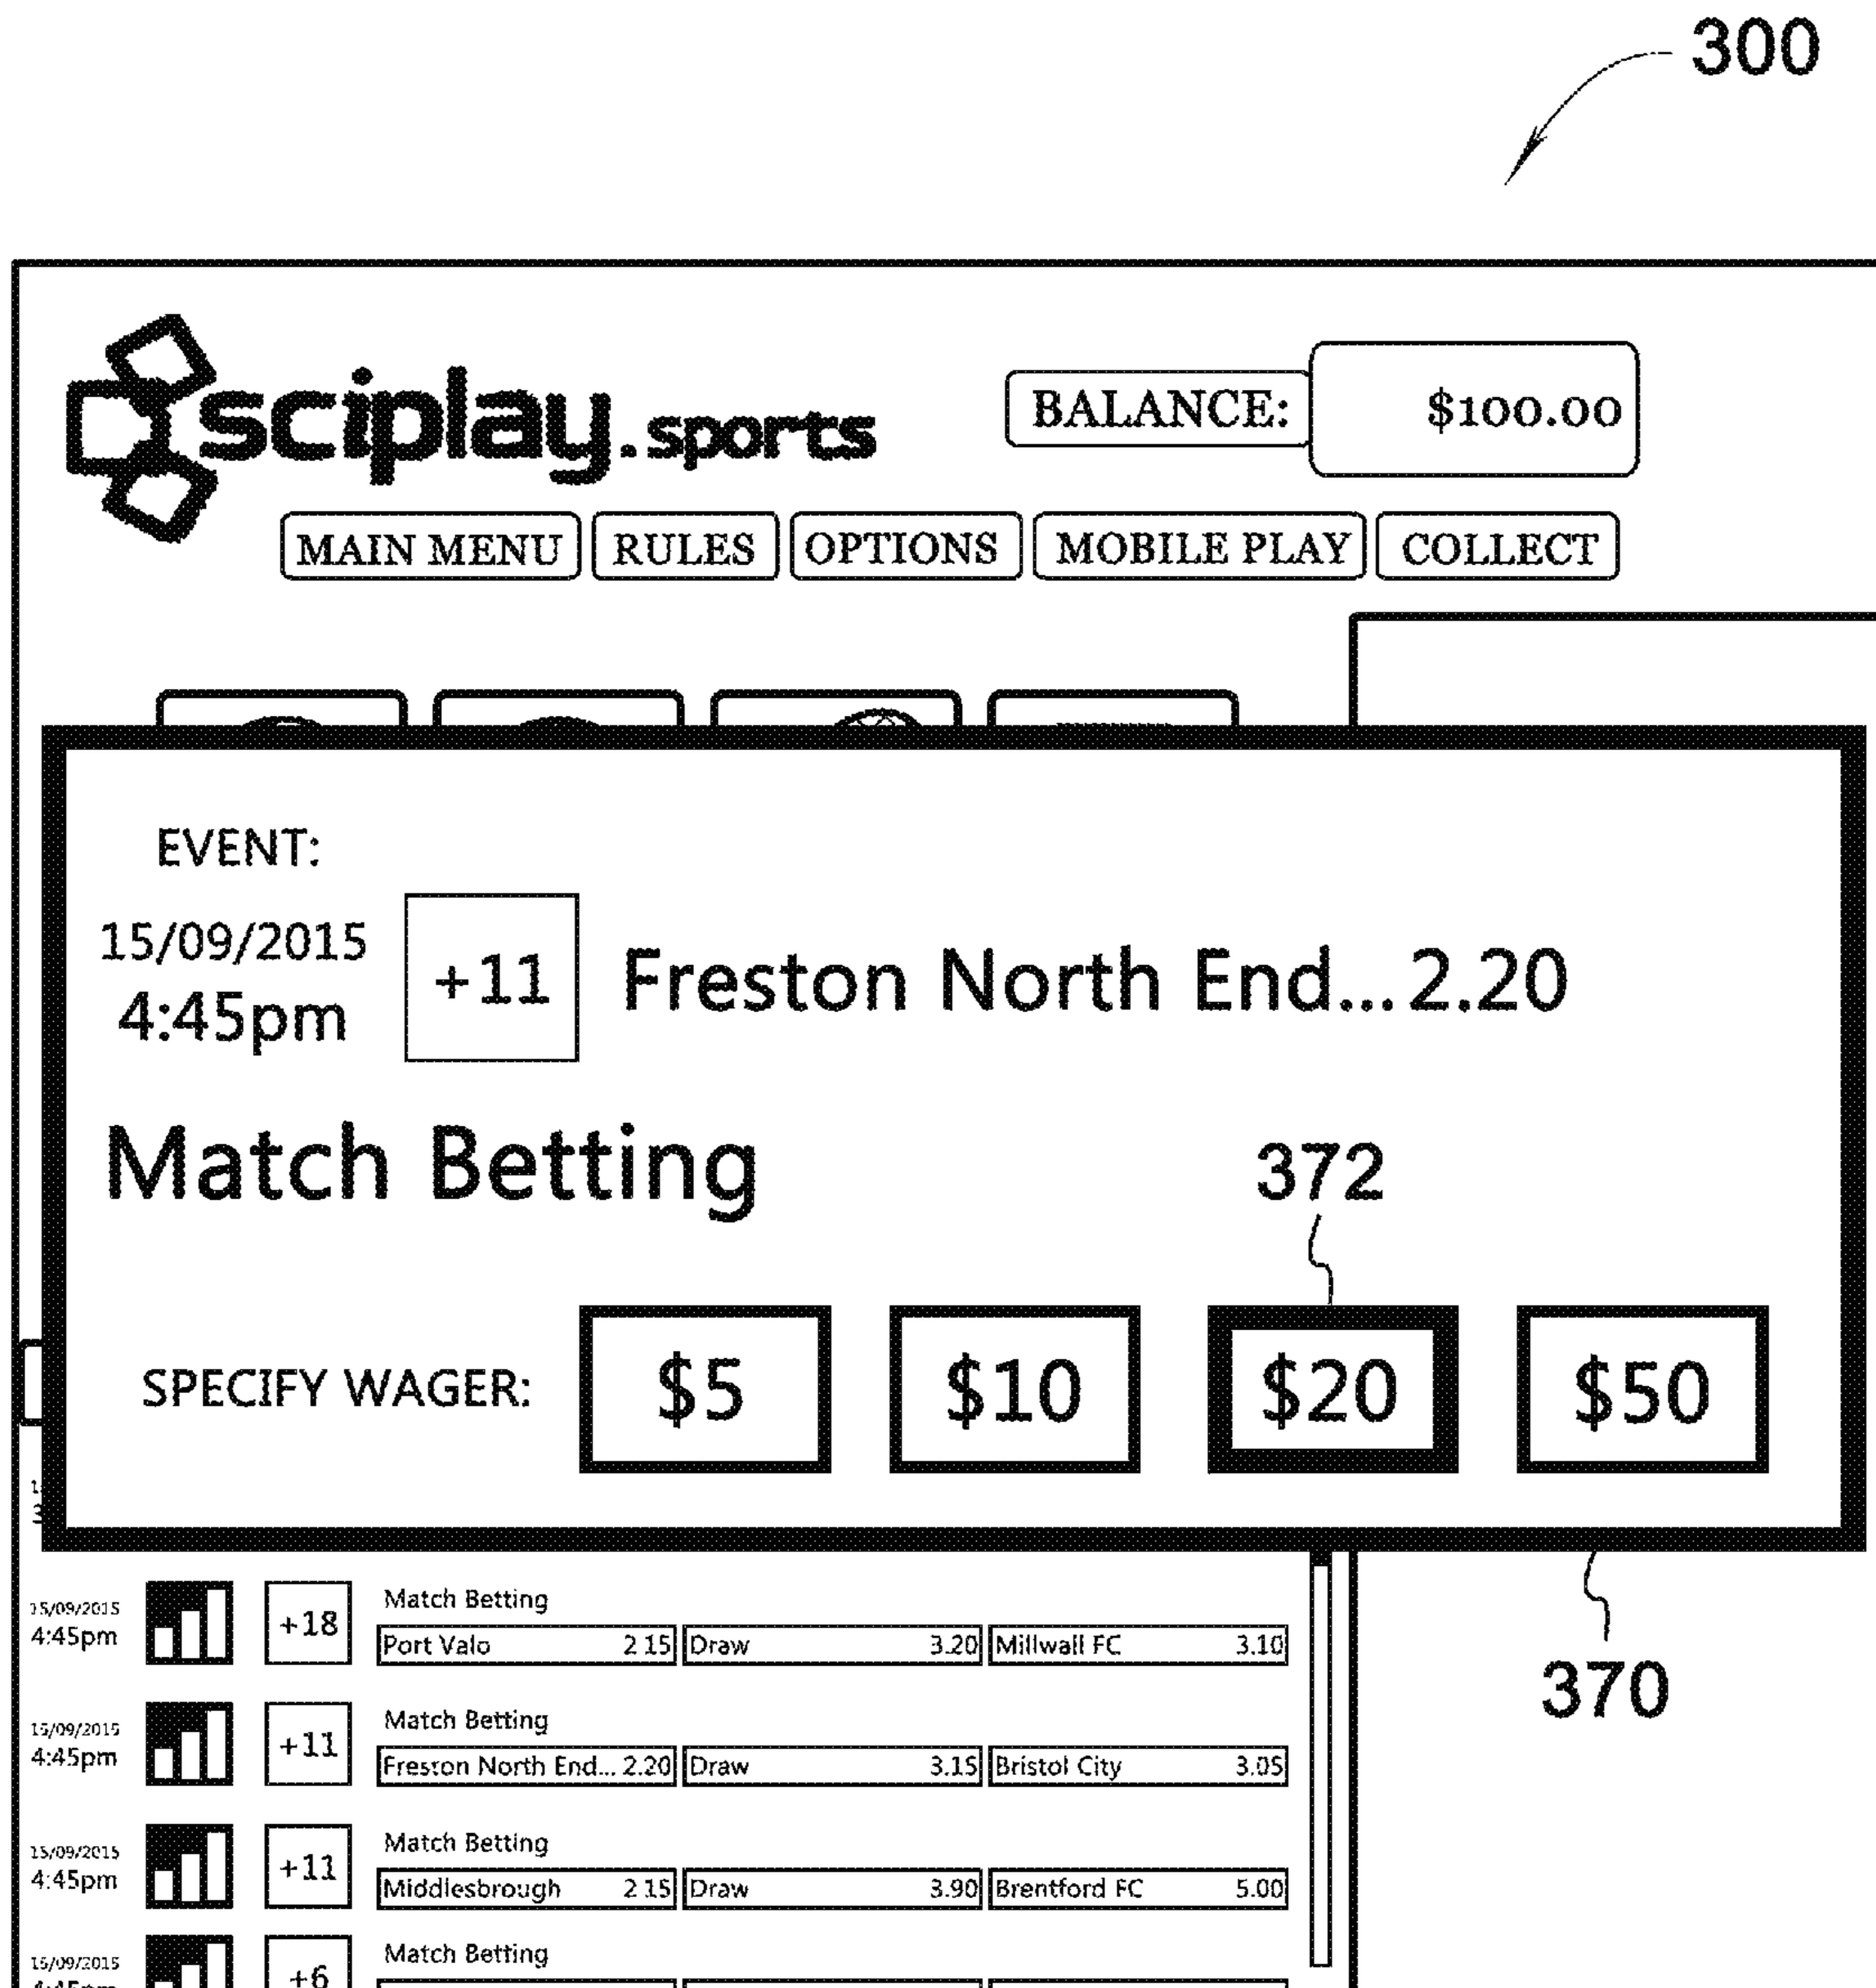 300
sciplay.sports
BALANCE: $100.00
MAIN MENU RULES OPTIONS MOBILE PLAY COLLECT
EVENT:
15/09/2015
4:45pm
+11 Freston North End... 2.20
Match Betting
372
SPECIFY WAGER: $5 $10 $20 $50
370
15/09/2015
4:45pm
+18
Match Betting
Port Valo 2 15 Draw 3.20 Millwall FC 3.10
15/09/2015
4:45pm
+11
Match Betting
Freston North End... 2.20 Draw 3.15 Bristol City 3.05
15/09/2015
4:45pm
+11
Match Betting
Middlesbrough 2 15 Draw 3.90 Brentford FC 5.00
15/09/2015
+6
Match Betting